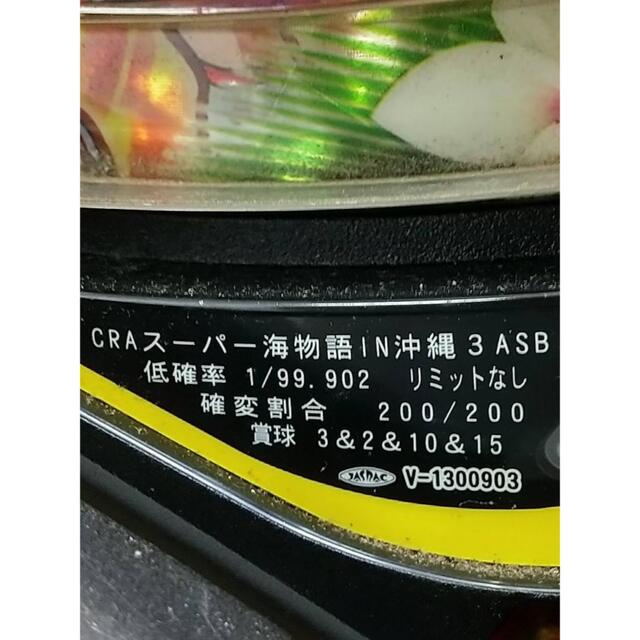 CRAスーパー海物語IN沖縄3ASB
低確率 1/99.902 リミットなし
確変割合 200/200
賞球 3&2&10&15
JASRAC V-1300903